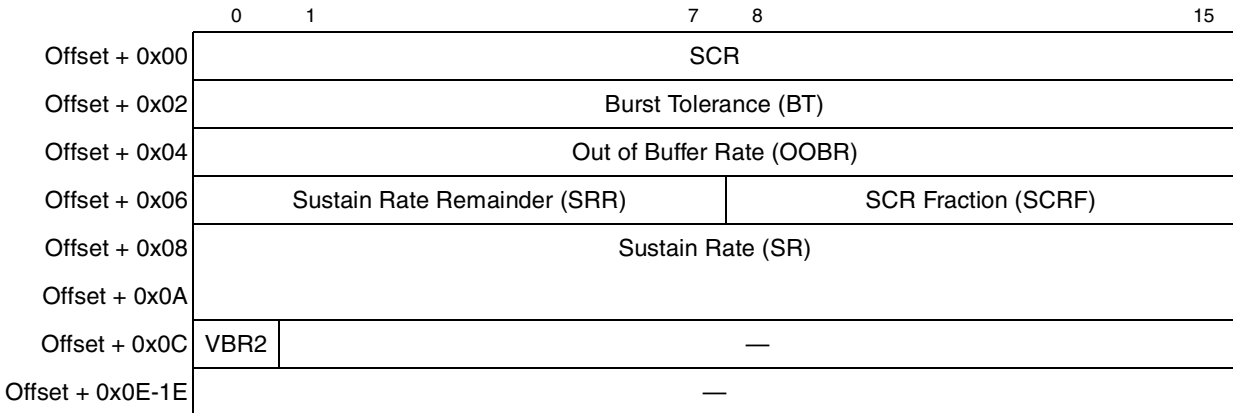 0 1 7 8 15
Offset + 0x00 SCR
Offset + 0x02 Burst Tolerance (BT)
Offset + 0x04 Out of Buffer Rate (OOBR)
Offset + 0x06 Sustain Rate Remainder (SRR) SCR Fraction (SCRF)
Offset + 0x08 Sustain Rate (SR)
Offset + 0x0A
Offset + 0x0C VBR2 —
Offset + 0x0E-1E —